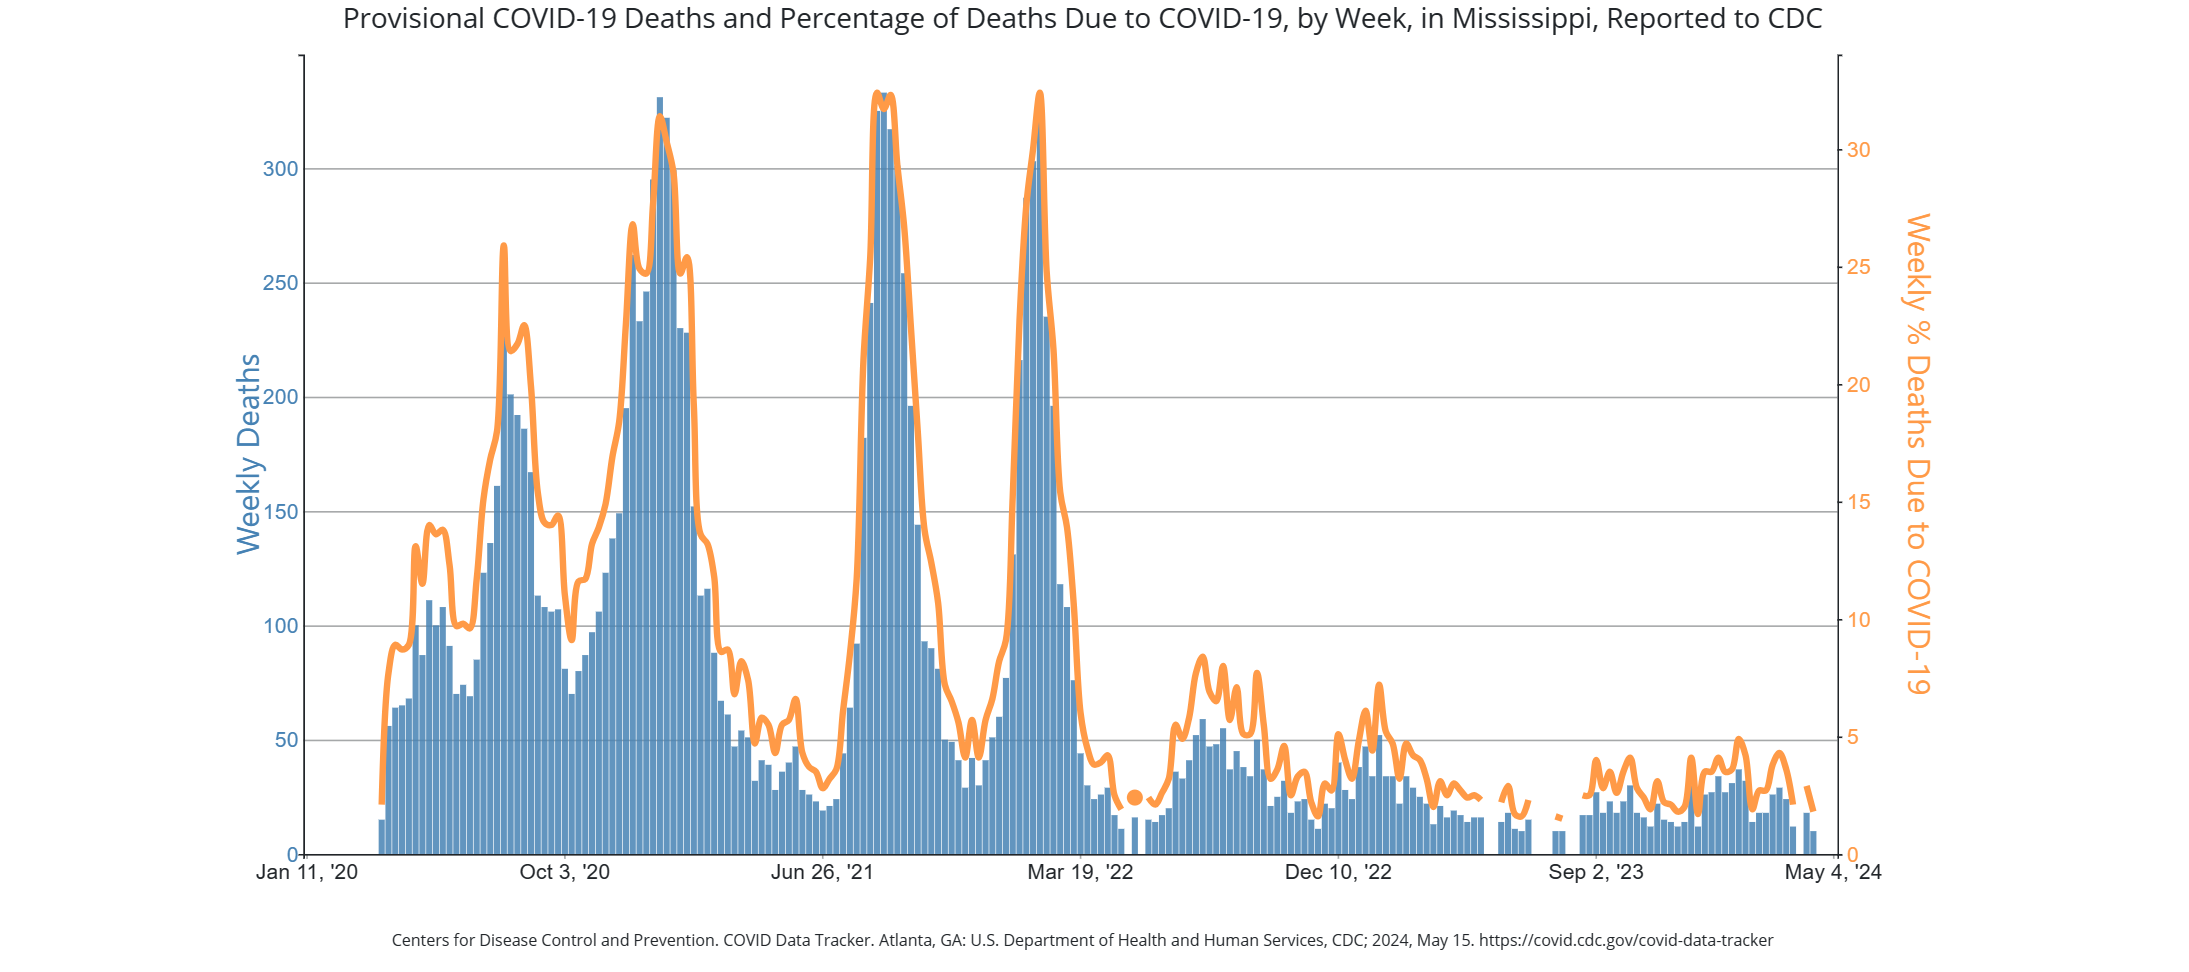 Provisional COVID-19 Deaths and Percentage of Deaths Due to COVID-19, by Week, in Mississippi, Reported to CDC
Weekly Deaths
300
250
200
150
100
50
0
30
25
20
15
10
5
0
Weekly % Deaths Due to COVID-19
Jan 11, '20
Oct 3, '20
Jun 26, '21
Mar 19, '22
Dec 10, '22
Sep 2, '23
May 4, '24
Centers for Disease Control and Prevention. COVID Data Tracker. Atlanta, GA: U.S. Department of Health and Human Services, CDC; 2024, May 15. https://covid.cdc.gov/covid-data-tracker